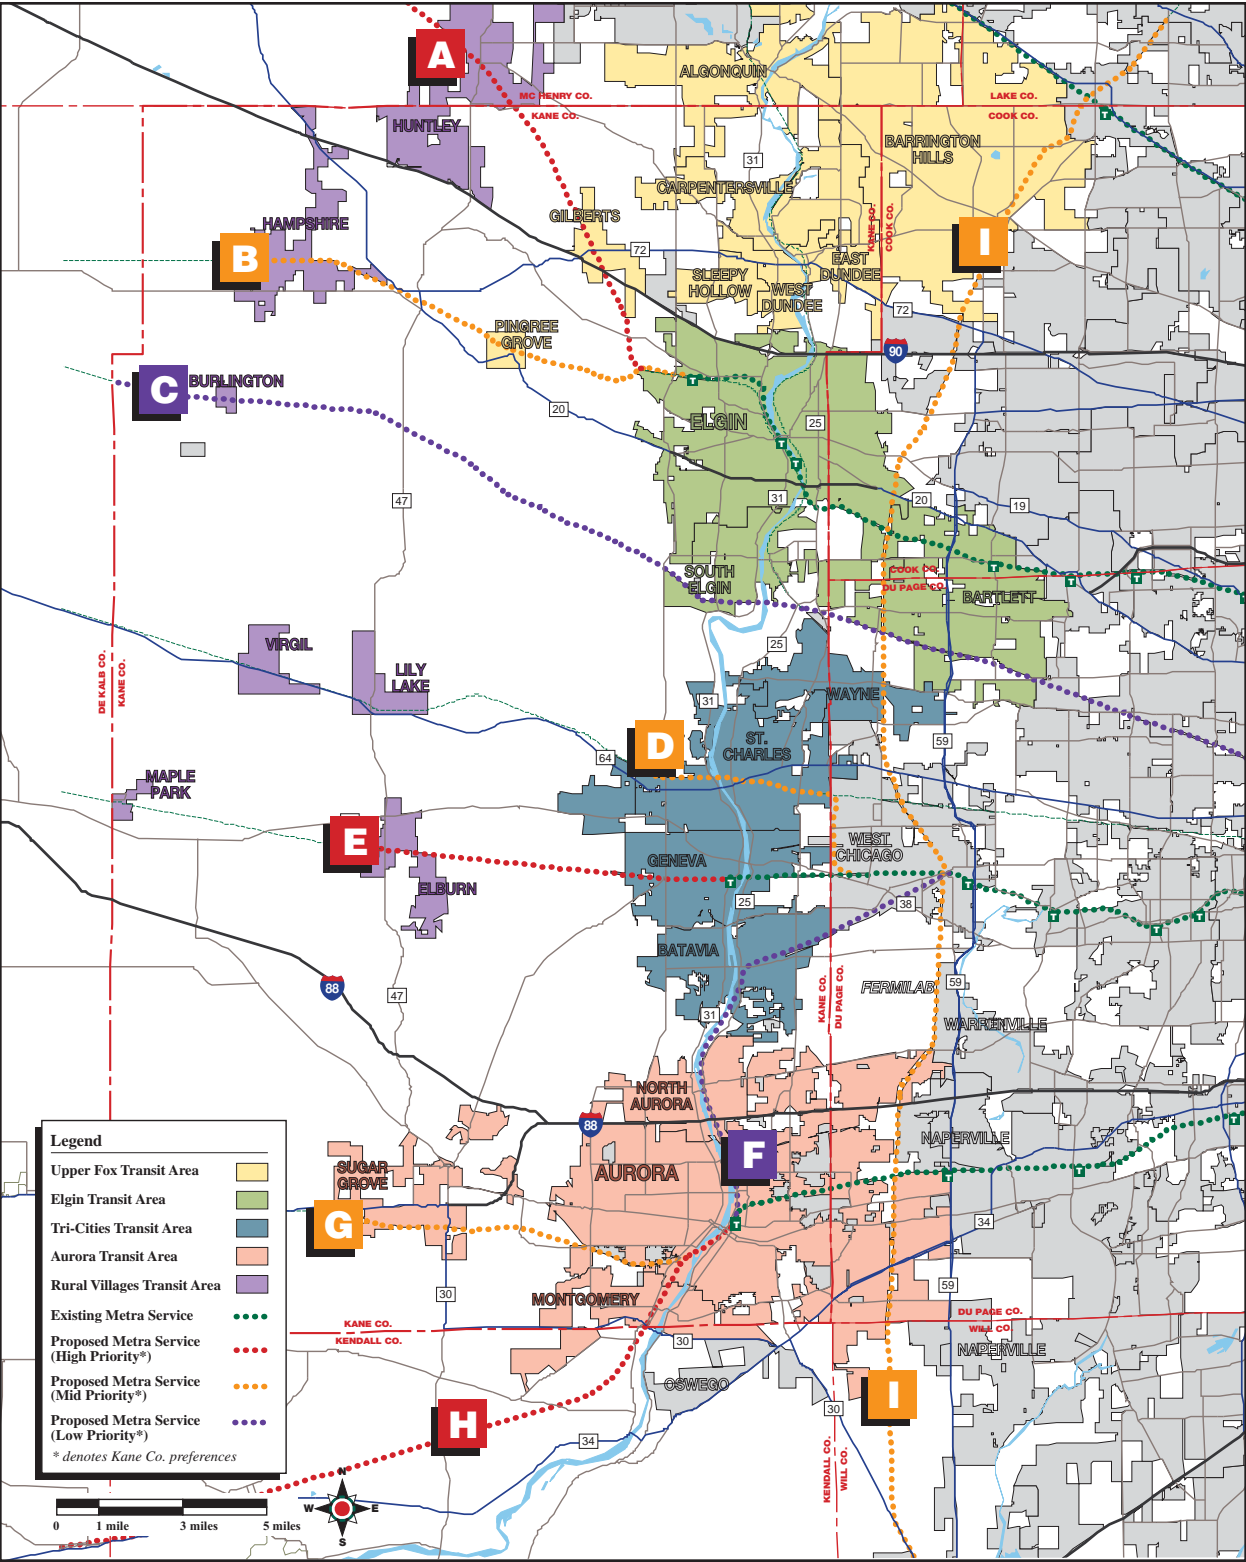 A
ALGONQUIN
MC HENRY CO.
KANE CO.
LAKE CO.
COOK CO.
HUNTLEY
BARRINGTON
HILLS
31
CARPENTERSVILLE
GILBERTS
HAMPSHIRE
KANE CO.
COOK CO.
B
72
I
EAST
DUNDEE
SLEEPY
HOLLOW
WEST
DUNDEE
72
PINGREE
GROVE
90
C
BURLINGTON
20
ELGIN
25
T
T
T
T
47
31
20
19
SOUTH
ELGIN
COOK CO.
DU PAGE CO.
BARTLETT
T
T
T
T
VIRGIL
LILY
LAKE
25
DE KALB CO.
KANE CO.
31
WAYNE
D
ST.
CHARLES
59
64
MAPLE
PARK
E
WEST
CHICAGO
GENEVA
T
T
ELBURN
25
38
T
T
T
BATAVIA
88
47
KANE CO.
DU PAGE CO.
FERMILAB
59
31
WARRENVILLE
NORTH
AURORA
88
NAPERVILLE
T
F
SUGAR
GROVE
AURORA
T
T
G
T
34
59
30
MONTGOMERY
KANE CO.
KENDALL CO.
DU PAGE CO.
WILL CO.
30
NAPERVILLE
OSWEGO
I
30
H
34
KENDALL CO.
WILL CO.
Legend
Upper Fox Transit Area
Elgin Transit Area
Tri-Cities Transit Area
Aurora Transit Area
Rural Villages Transit Area
Existing Metra Service
Proposed Metra Service
(High Priority*)
Proposed Metra Service
(Mid Priority*)
Proposed Metra Service
(Low Priority*)
* denotes Kane Co. preferences
N
W
E
S
0
1 mile
3 miles
5 miles